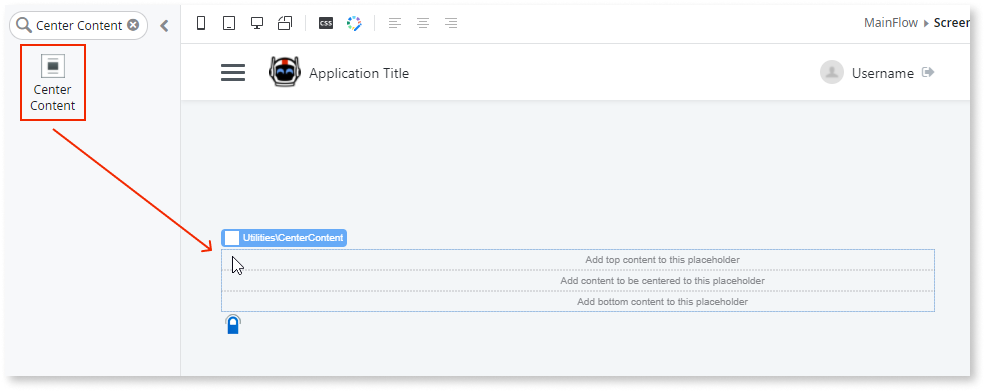 Center Content
CSS
MainFlow
Screen
Center
Content
Application Title
Username
Utilities\CenterContent
Add top content to this placeholder
Add content to be centered to this placeholder
Add bottom content to this placeholder